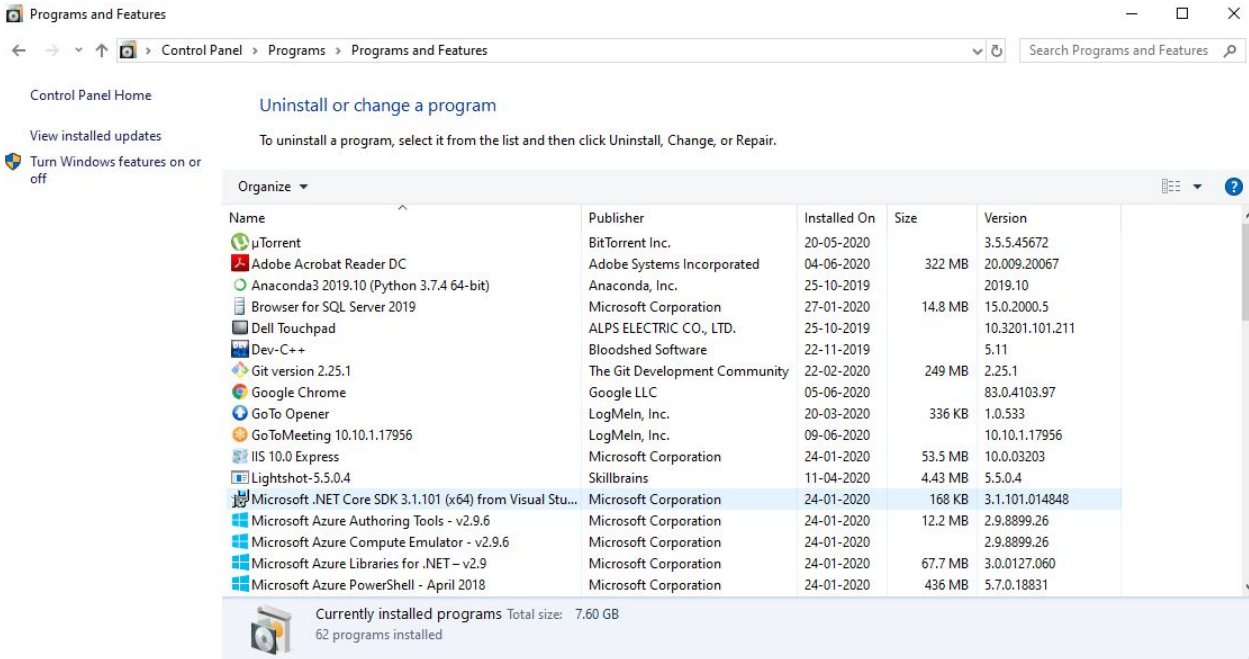 Programs and Features
Control Panel > Programs > Programs and Features
Search Programs and Features
Control Panel Home
View installed updates
Turn Windows features on or off
Uninstall or change a program
To uninstall a program, select it from the list and then click Uninstall, Change, or Repair.
Organize
Name Publisher Installed On Size Version
µTorrent BitTorrent Inc. 20-05-2020 3.5.5.45672
Adobe Acrobat Reader DC Adobe Systems Incorporated 04-06-2020 322 MB 20.009.20067
Anaconda3 2019.10 (Python 3.7.4 64-bit) Anaconda, Inc. 25-10-2019 2019.10
Browser for SQL Server 2019 Microsoft Corporation 27-01-2020 14.8 MB 15.0.2000.5
Dell Touchpad ALPS ELECTRIC CO., LTD. 25-10-2019 10.3201.101.211
Dev-C++ Bloodshed Software 22-11-2019 5.11
Git version 2.25.1 The Git Development Community 22-02-2020 249 MB 2.25.1
Google Chrome Google LLC 05-06-2020 83.0.4103.97
GoTo Opener LogMeIn, Inc. 20-03-2020 336 KB 1.0.533
GoToMeeting 10.10.1.17956 LogMeIn, Inc. 09-06-2020 10.10.1.17956
IIS 10.0 Express Microsoft Corporation 24-01-2020 53.5 MB 10.0.03203
Lightshot-5.5.0.4 Skillbrains 11-04-2020 4.43 MB 5.5.0.4
Microsoft .NET Core SDK 3.1.101 (x64) from Visual Stu... Microsoft Corporation 24-01-2020 168 KB 3.1.101.014848
Microsoft Azure Authoring Tools - v2.9.6 Microsoft Corporation 24-01-2020 12.2 MB 2.9.8899.26
Microsoft Azure Compute Emulator - v2.9.6 Microsoft Corporation 24-01-2020 2.9.8899.26
Microsoft Azure Libraries for .NET – v2.9 Microsoft Corporation 24-01-2020 67.7 MB 3.0.0127.060
Microsoft Azure PowerShell - April 2018 Microsoft Corporation 24-01-2020 436 MB 5.7.0.18831
Currently installed programs Total size: 7.60 GB
62 programs installed